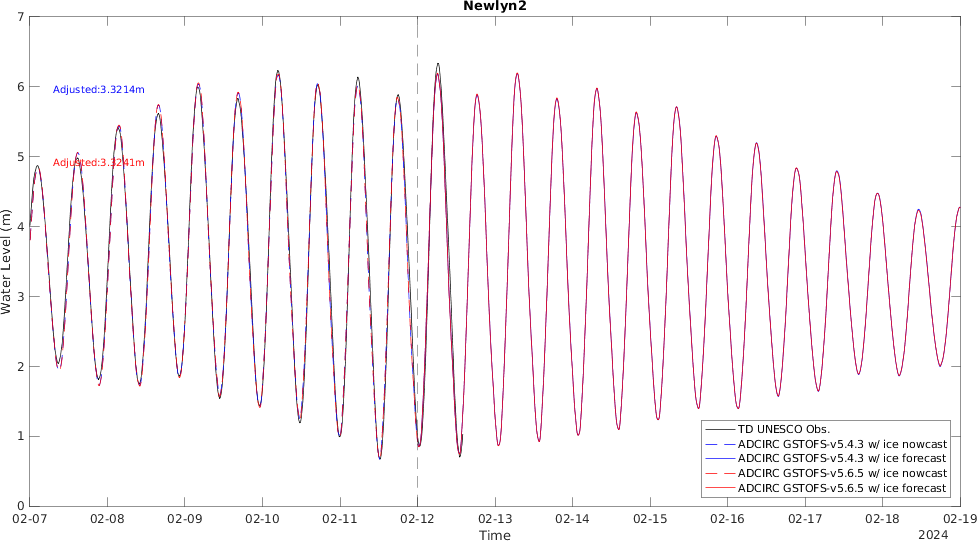 Newlyn2
7
6
5
4
3
2
1
0
Water Level (m)
Adjusted:3.3214m
Adjusted:3.3241m
TD UNESCO Obs.
ADCIRC GSTOFS-v5.4.3 w/ ice nowcast
ADCIRC GSTOFS-v5.4.3 w/ ice forecast
ADCIRC GSTOFS-v5.6.5 w/ ice nowcast
ADCIRC GSTOFS-v5.6.5 w/ ice forecast
02-07 02-08 02-09 02-10 02-11 02-12 02-13 02-14 02-15 02-16 02-17 02-18 02-19
Time
2024